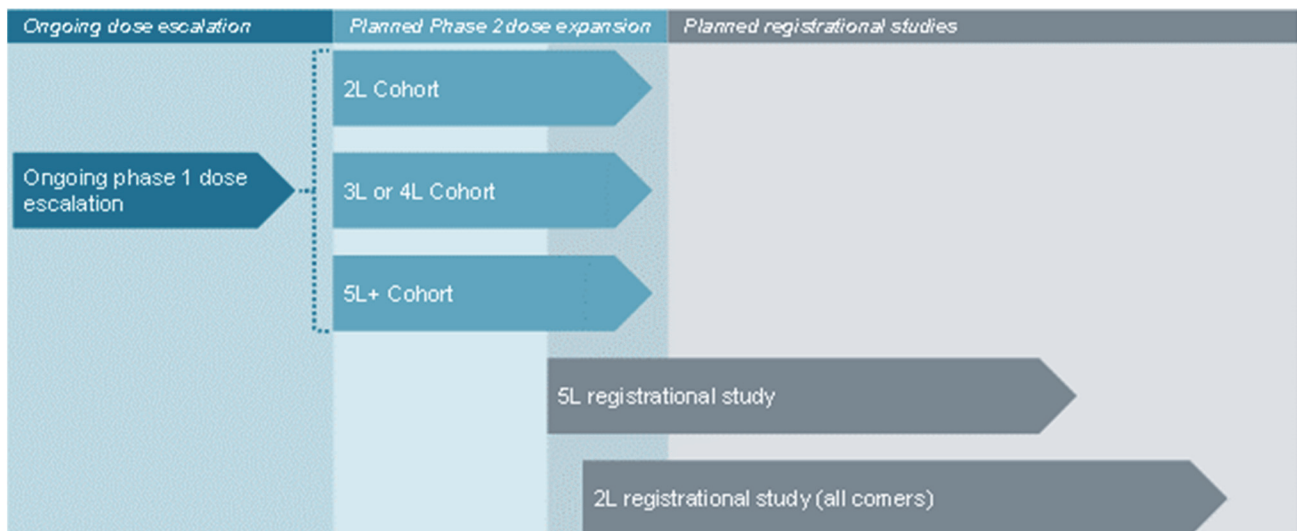 Ongoing dose escalation
Planned Phase 2 dose expansion
Planned registrational studies
2L Cohort
Ongoing phase 1 dose
escalation
3L or 4L Cohort
5L+ Cohort
5L registrational study
2L registrational study (all comers)